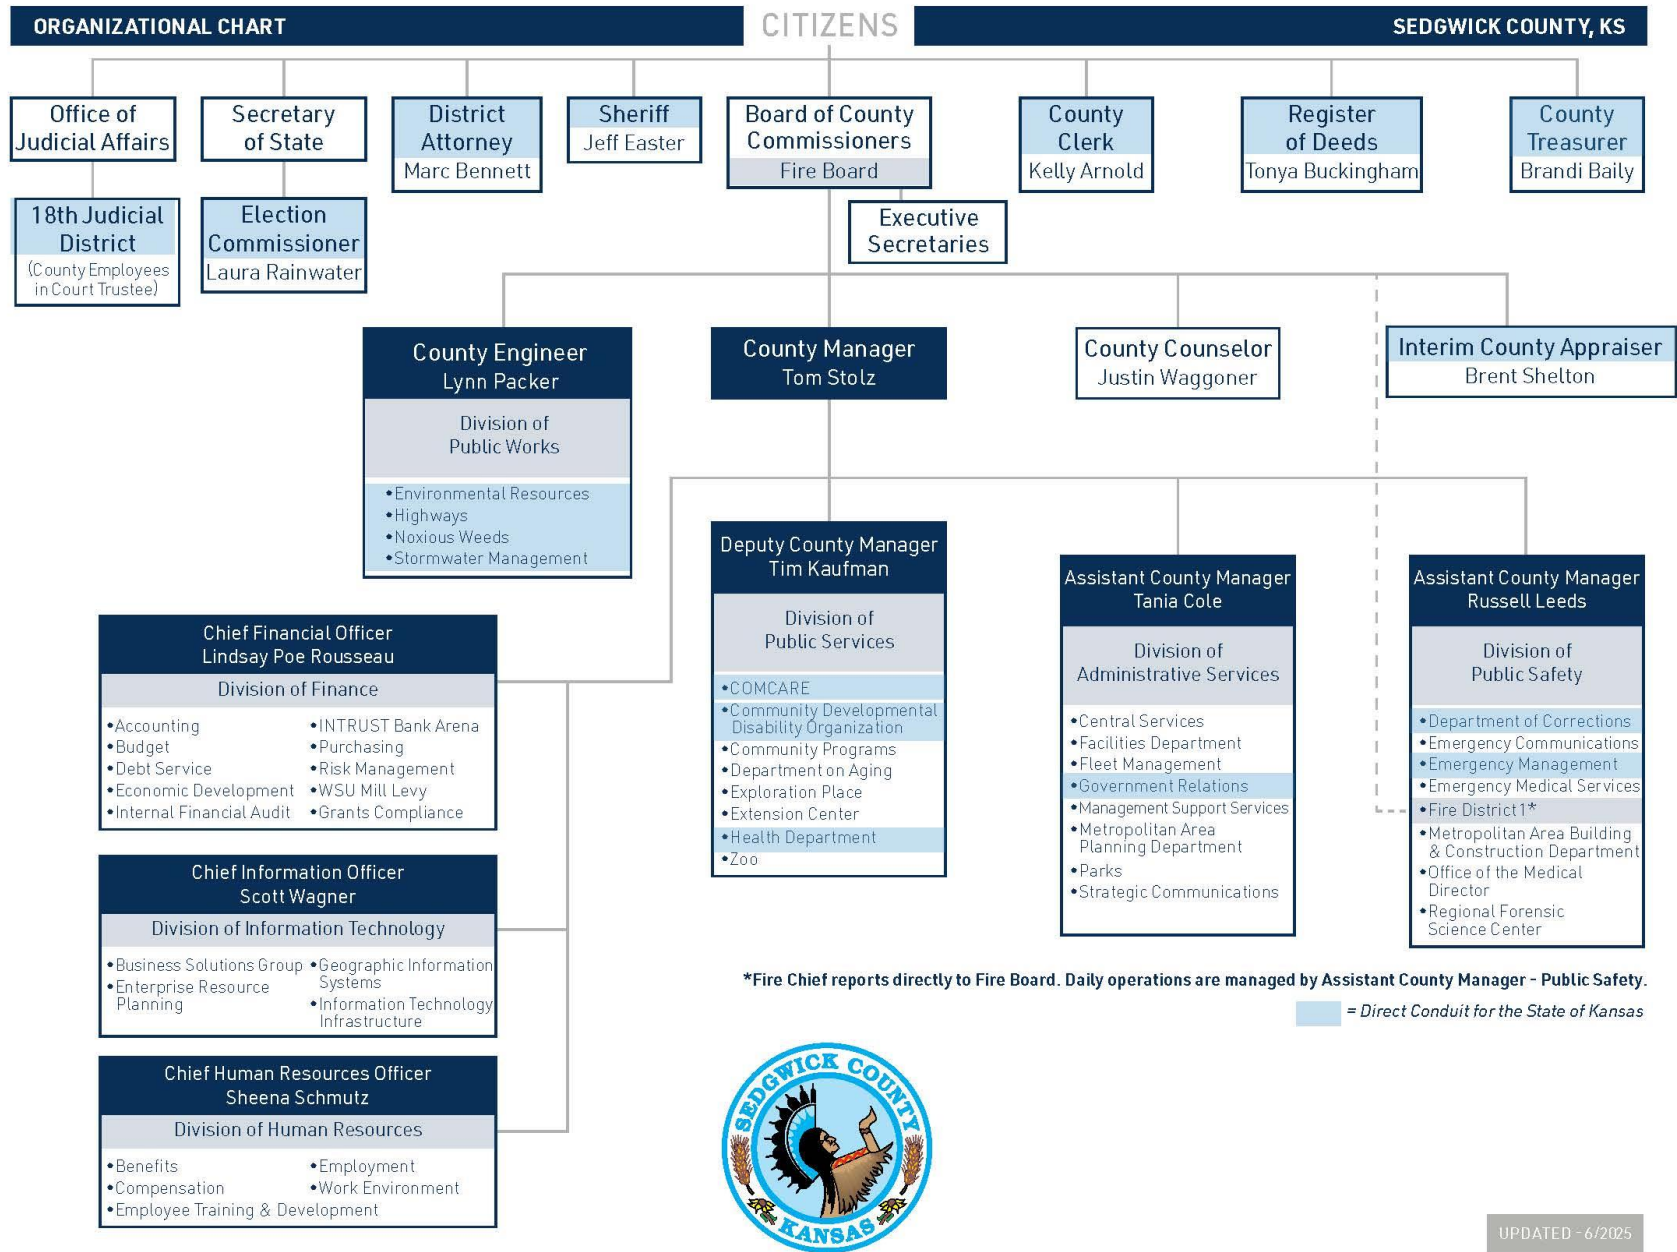 ORGANIZATIONAL CHART
CITIZENS
SEDGWICK COUNTY, KS
Office of
Judicial Affairs
Secretary
of State
District
Attorney
Marc Bennett
Sheriff
Jeff Easter
Board of County
Commissioners
Fire Board
County
Clerk
Kelly Arnold
Register
of Deeds
Tonya Buckingham
County
Treasurer
Brandi Baily
18th Judicial
District
(County Employees
in Court Trustee)
Election
Commissioner
Laura Rainwater
Executive
Secretaries
County Engineer
Lynn Packer
Division of
Public Works
•Environmental Resources
•Highways
•Noxious Weeds
•Stormwater Management
County Manager
Tom Stolz
County Counselor
Justin Waggoner
Interim County Appraiser
Brent Shelton
Deputy County Manager
Tim Kaufman
Division of
Public Services
•COMCARE
•Community Developmental
Disability Organization
•Community Programs
•Department on Aging
•Exploration Place
•Extension Center
•Health Department
•Zoo
Assistant County Manager
Tania Cole
Division of
Administrative Services
•Central Services
•Facilities Department
•Fleet Management
•Government Relations
•Management Support Services
•Metropolitan Area
Planning Department
•Parks
•Strategic Communications
Assistant County Manager
Russell Leeds
Division of
Public Safety
•Department of Corrections
•Emergency Communications
•Emergency Management
•Emergency Medical Services
•Fire District 1*
•Metropolitan Area Building
& Construction Department
•Office of the Medical
Director
•Regional Forensic
Science Center
Chief Financial Officer
Lindsay Poe Rousseau
Division of Finance
•Accounting
•Budget
•Debt Service
•Economic Development
•Internal Financial Audit
•INTRUST Bank Arena
•Purchasing
•Risk Management
•WSU Mill Levy
•Grants Compliance
Chief Information Officer
Scott Wagner
Division of Information Technology
•Business Solutions Group
•Enterprise Resource
Planning
•Geographic Information
Systems
•Information Technology
Infrastructure
Chief Human Resources Officer
Sheena Schmutz
Division of Human Resources
•Benefits
•Compensation
•Employee Training & Development
•Employment
•Work Environment
*Fire Chief reports directly to Fire Board. Daily operations are managed by Assistant County Manager - Public Safety.
= Direct Conduit for the State of Kansas
SEDGWICK COUNTY
KANSAS
UPDATED - 6/2025